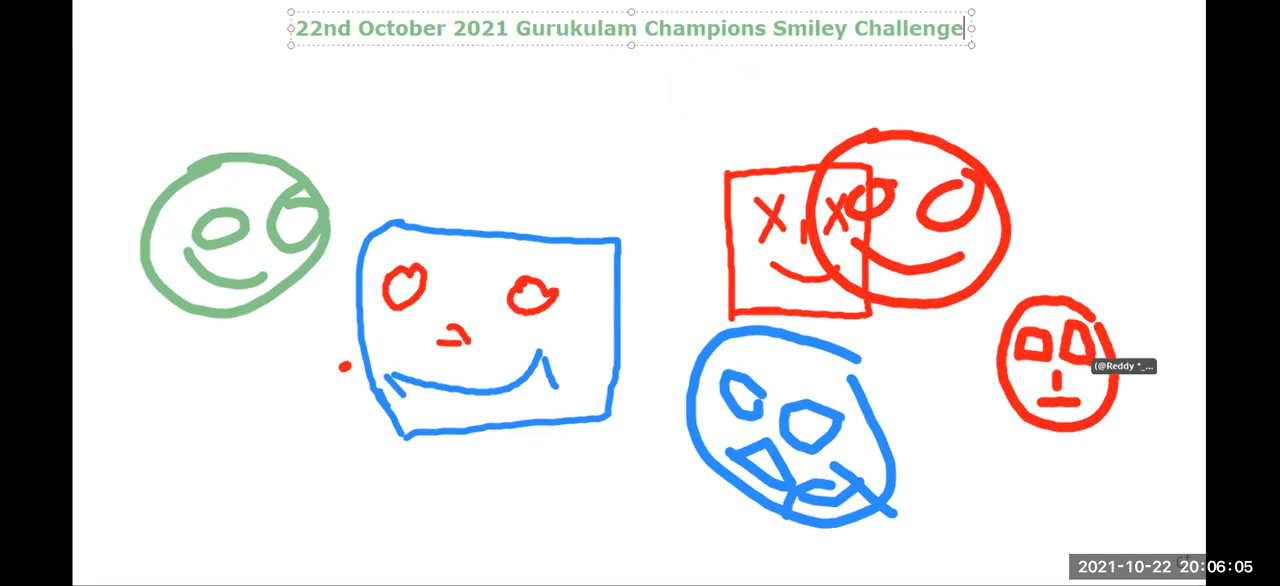 22nd October 2021 Gurukulam Champions Smiley Challenge
(@Reddy *_...
2021-10-22 20:06:05